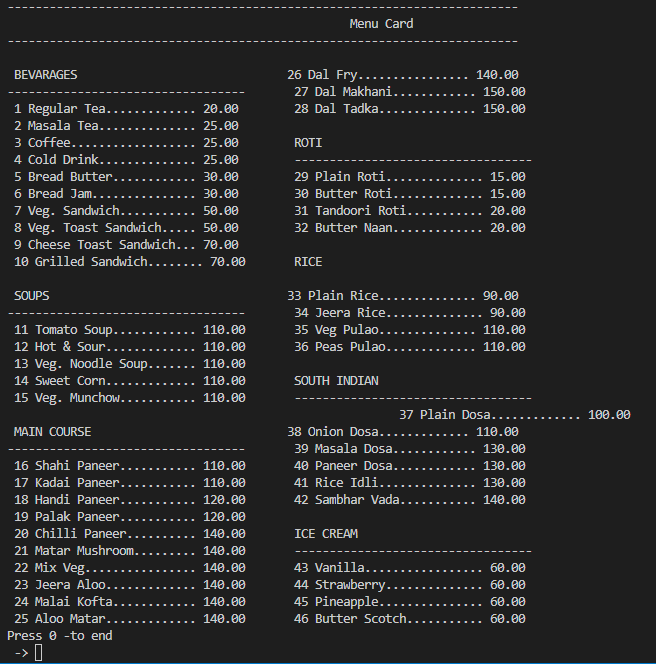 -------------------------------------------------------------------------
Menu Card
-------------------------------------------------------------------------
BEVARAGES 26 Dal Fry................ 140.00
---------------------------------- 27 Dal Makhani............ 150.00
1 Regular Tea............. 20.00 28 Dal Tadka.............. 150.00
2 Masala Tea.............. 25.00
3 Coffee.................. 25.00 ROTI
4 Cold Drink.............. 25.00 ----------------------------------
5 Bread Butter............ 30.00 29 Plain Roti.............. 15.00
6 Bread Jam............... 30.00 30 Butter Roti............. 15.00
7 Veg. Sandwich........... 50.00 31 Tandoori Roti........... 20.00
8 Veg. Toast Sandwich..... 50.00 32 Butter Naan............. 20.00
9 Cheese Toast Sandwich... 70.00
10 Grilled Sandwich........ 70.00 RICE
SOUPS 33 Plain Rice.............. 90.00
---------------------------------- 34 Jeera Rice.............. 90.00
11 Tomato Soup............ 110.00 35 Veg Pulao.............. 110.00
12 Hot & Sour............. 110.00 36 Peas Pulao............. 110.00
13 Veg. Noodle Soup....... 110.00
14 Sweet Corn............. 110.00 SOUTH INDIAN
15 Veg. Munchow........... 110.00 ----------------------------------
37 Plain Dosa............. 100.00
MAIN COURSE 38 Onion Dosa............. 110.00
---------------------------------- 39 Masala Dosa............ 130.00
16 Shahi Paneer........... 110.00 40 Paneer Dosa............ 130.00
17 Kadai Paneer........... 110.00 41 Rice Idli.............. 130.00
18 Handi Paneer........... 120.00 42 Sambhar Vada........... 140.00
19 Palak Paneer........... 120.00
20 Chilli Paneer.......... 140.00 ICE CREAM
21 Matar Mushroom......... 140.00 ----------------------------------
22 Mix Veg................ 140.00 43 Vanilla................. 60.00
23 Jeera Aloo............. 140.00 44 Strawberry.............. 60.00
24 Malai Kofta............ 140.00 45 Pineapple............... 60.00
25 Aloo Matar............. 140.00 46 Butter Scotch........... 60.00
Press 0 -to end
->